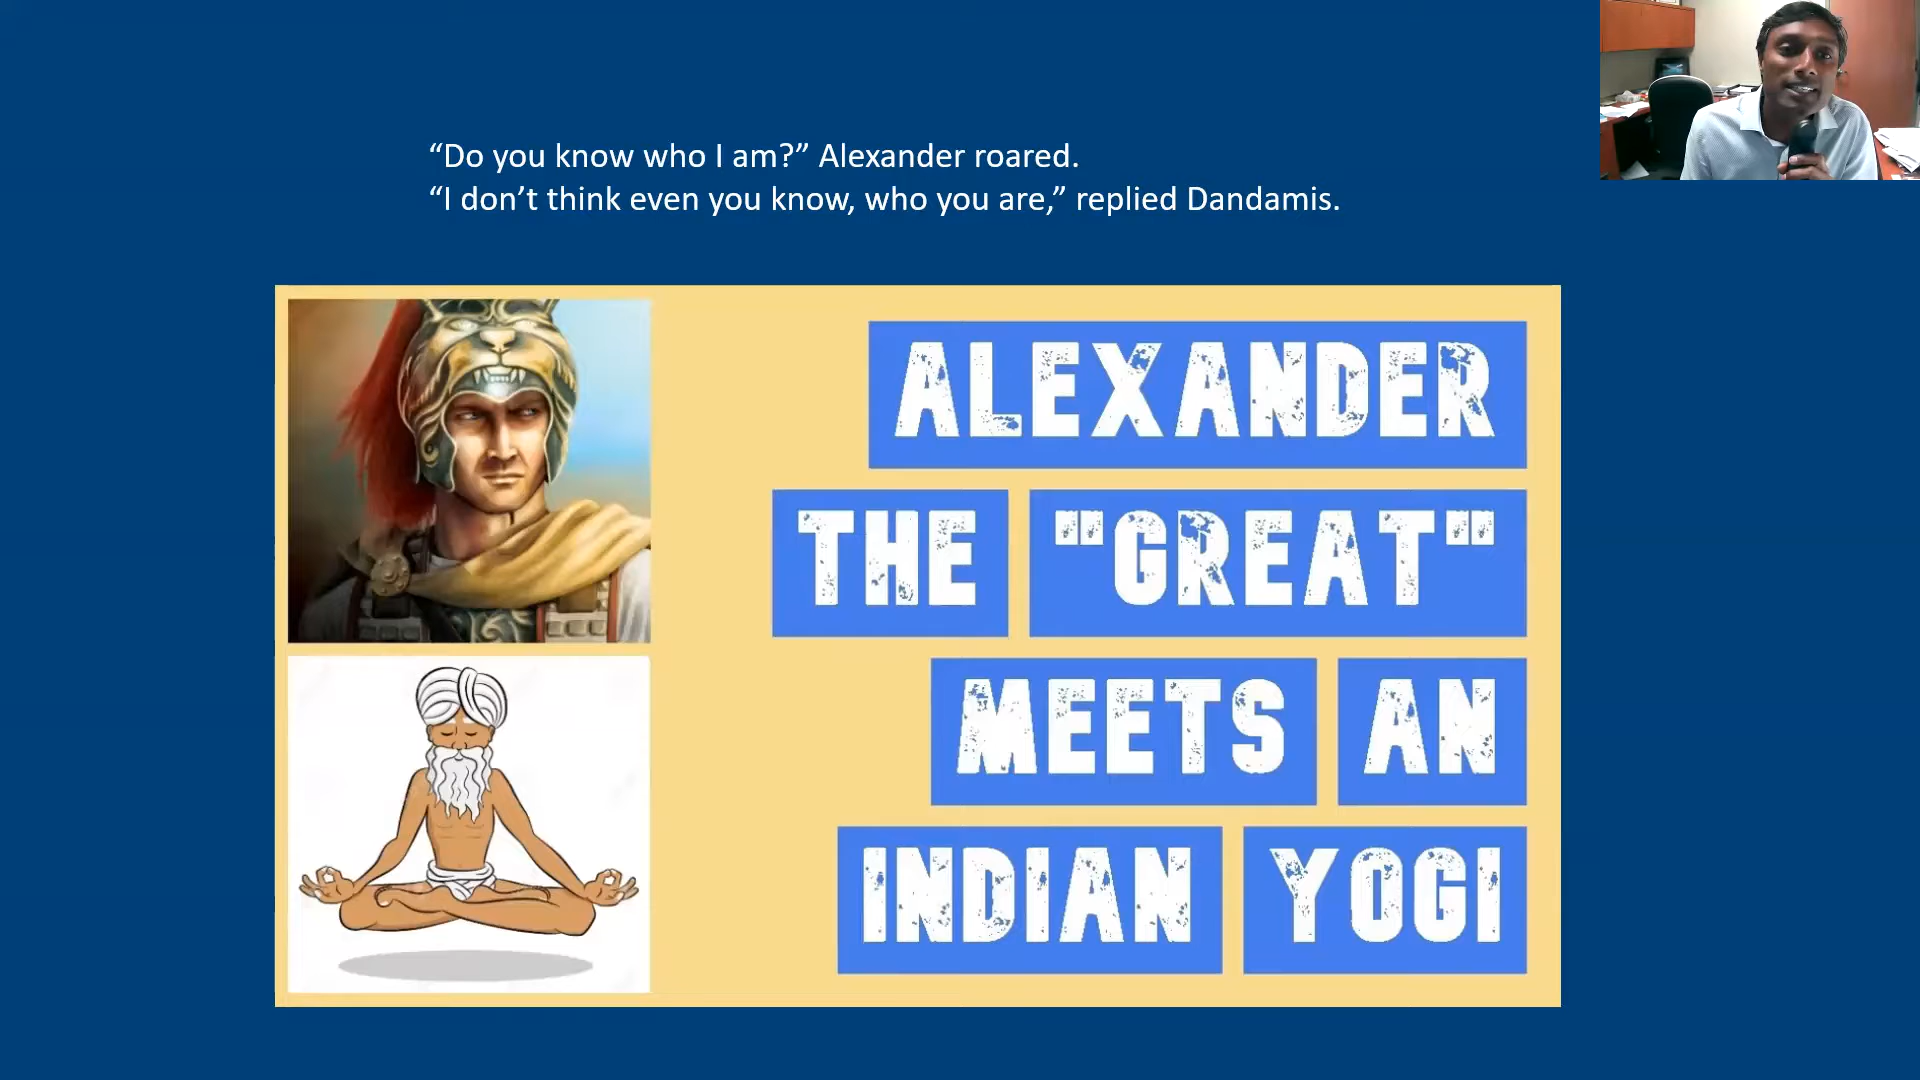 “Do you know who I am?” Alexander roared.
“I don’t think even you know, who you are,” replied Dandamis.
ALEXANDER
THE "GREAT"
MEETS AN
INDIAN YOGI